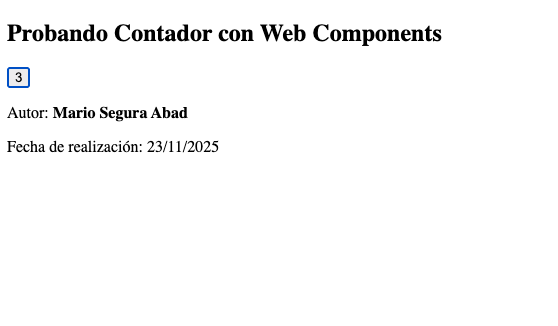 Probando Contador con Web Components
3
Autor: Mario Segura Abad
Fecha de realización: 23/11/2025